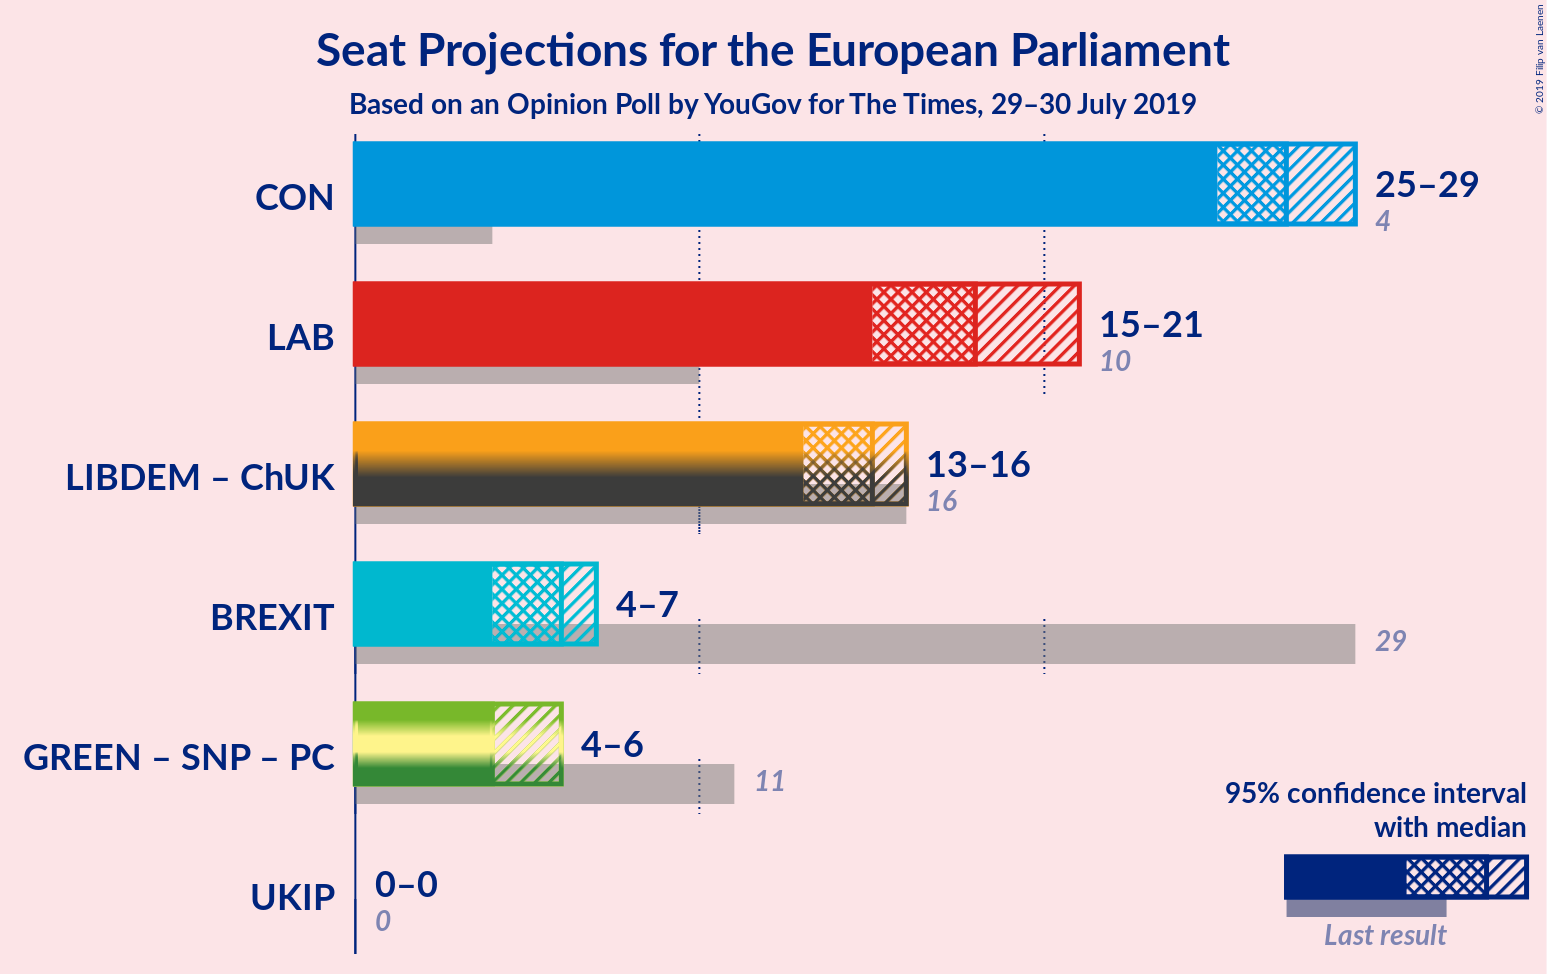 Seat Projections for the European Parliament
Based on an Opinion Poll by YouGov for The Times, 29–30 July 2019
© 2019 Filip van Laenen
CON
25–29
4
LAB
15–21
10
LIBDEM – ChUK
13–16
16
BREXIT
4–7
29
GREEN – SNP – PC
4–6
11
UKIP
0–0
0
95% confidence interval
with median
Last result